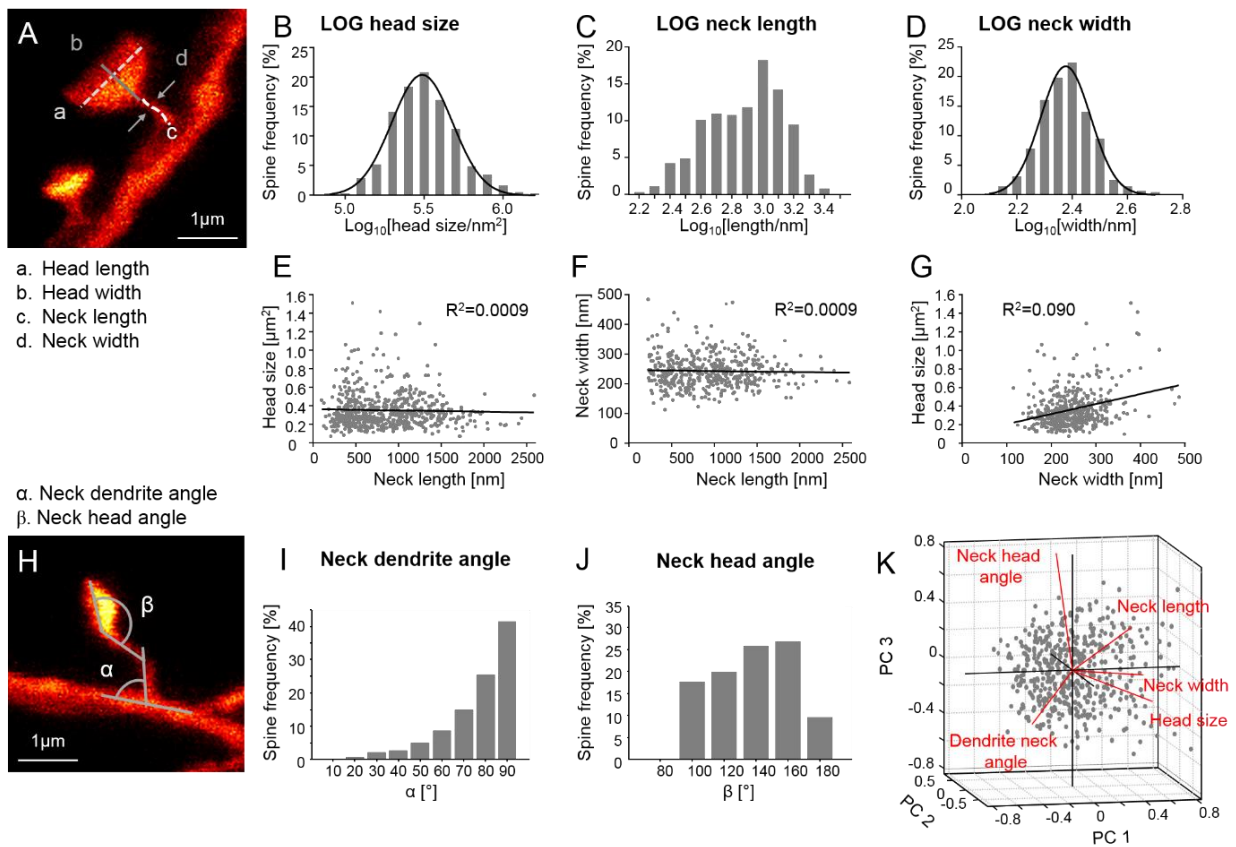 A
b
d
a
c
1µm
a. Head length
b. Head width
c. Neck length
d. Neck width
B
LOG head size
Spine frequency [%]
25
20
15
10
5
0
5.0
5.5
6.0
Log10[head size/nm2]
C
LOG neck length
Spine frequency [%]
20
15
10
5
0
2.2
2.4
2.6
2.8
3.0
3.2
3.4
Log10[length/nm]
D
LOG neck width
Spine frequency [%]
25
20
15
10
5
0
2.0
2.2
2.4
2.6
2.8
Log10[width/nm]
E
Head size [µm2]
1.6
1.4
1.2
1.0
0.8
0.6
0.4
0.2
0
R2=0.0009
0
500
1000
1500
2000
2500
Neck length [nm]
F
Neck width [nm]
500
400
300
200
100
0
R2=0.0009
0
500
1000
1500
2000
2500
Neck length [nm]
G
Head size [µm2]
1.6
1.4
1.2
1.0
0.8
0.6
0.4
0.2
0
R2=0.090
0
100
200
300
400
500
Neck width [nm]
α. Neck dendrite angle
β. Neck head angle
H
β
α
1µm
I
Neck dendrite angle
Spine frequency [%]
40
30
20
10
0
10
20
30
40
50
60
70
80
90
α [°]
J
Neck head angle
Spine frequency [%]
35
30
25
20
15
10
5
0
80
100
120
140
160
180
β [°]
K
0.8
0.4
0
-0.4
-0.8
PC 3
Neck head
angle
Neck length
Neck width
Head size
Dendrite neck
angle
0.5
0
-0.5
PC 2
-0.8
-0.4
0
0.4
0.8
PC 1